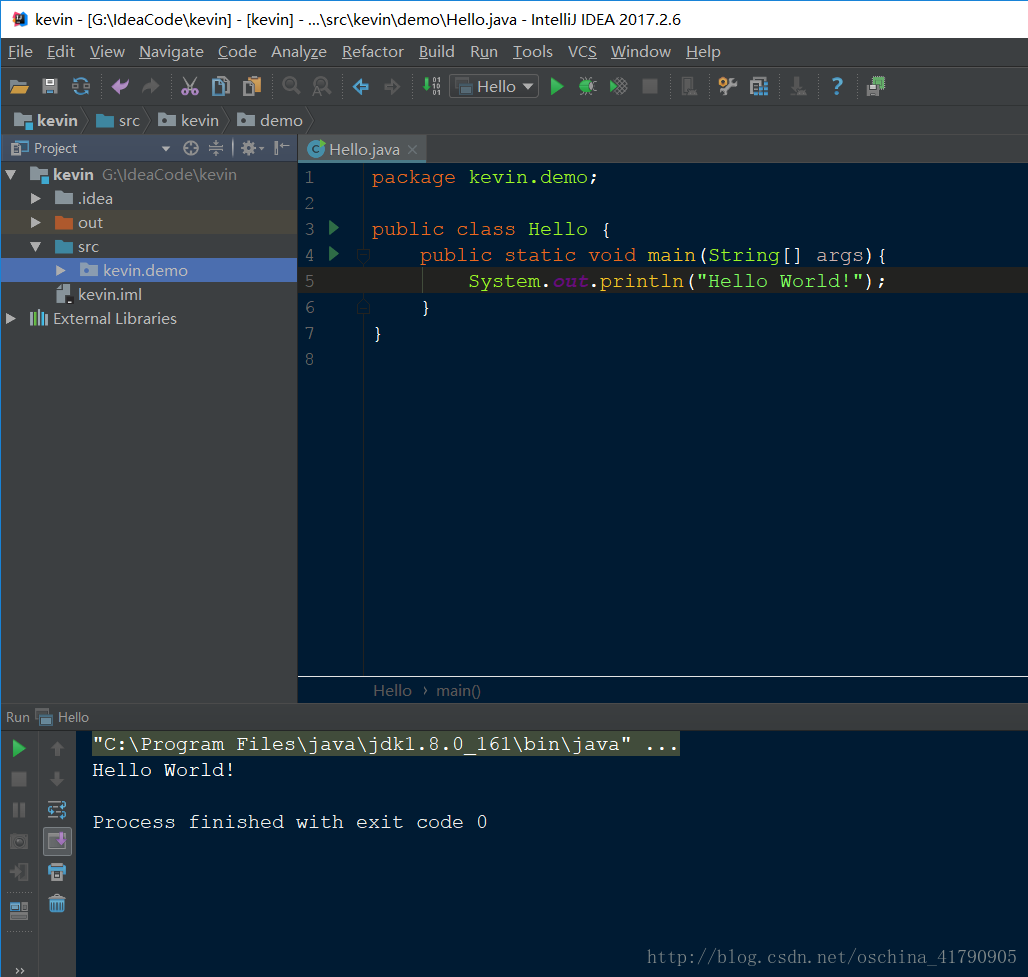 kevin - [G:\IdeaCode\kevin] - [kevin] - ...\src\kevin\demo\Hello.java - IntelliJ IDEA 2017.2.6
File Edit View Navigate Code Analyze Refactor Build Run Tools VCS Window Help
Hello
kevin src kevin demo
Project
Hello.java
kevin G:\IdeaCode\kevin
.idea
out
src
kevin.demo
kevin.iml
External Libraries
1 package kevin.demo;
2
3 public class Hello {
4 public static void main(String[] args){
5 System.out.println("Hello World!");
6 }
7 }
8
Hello › main()
Run Hello
"C:\Program Files\java\jdk1.8.0_161\bin\java" ...
Hello World!
Process finished with exit code 0
http://blog.csdn.net/oschina_41790905